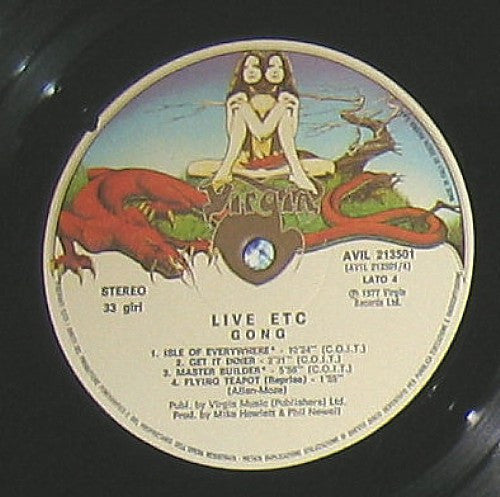 Virgin
AVIL 213501
(AVIL 213501/4)
LATO 4
℗ 1977 Virgin
Records Ltd.
STEREO
33 giri
LIVE ETC
GONG
1. ISLE OF EVERYWHERE* - 10'24" (C.O.I.T.)
2. GET IT INNER - 2'31" (C.O.I.T.)
3. MASTER BUILDER* - 5'56" (C.O.I.T.)
4. FLYING TEAPOT (Reprise) - 1'55"
(Allen-Moze)
Publ. by Virgin Music (Publishers) Ltd.
Prod. by Mike Howlett & Phil Newell